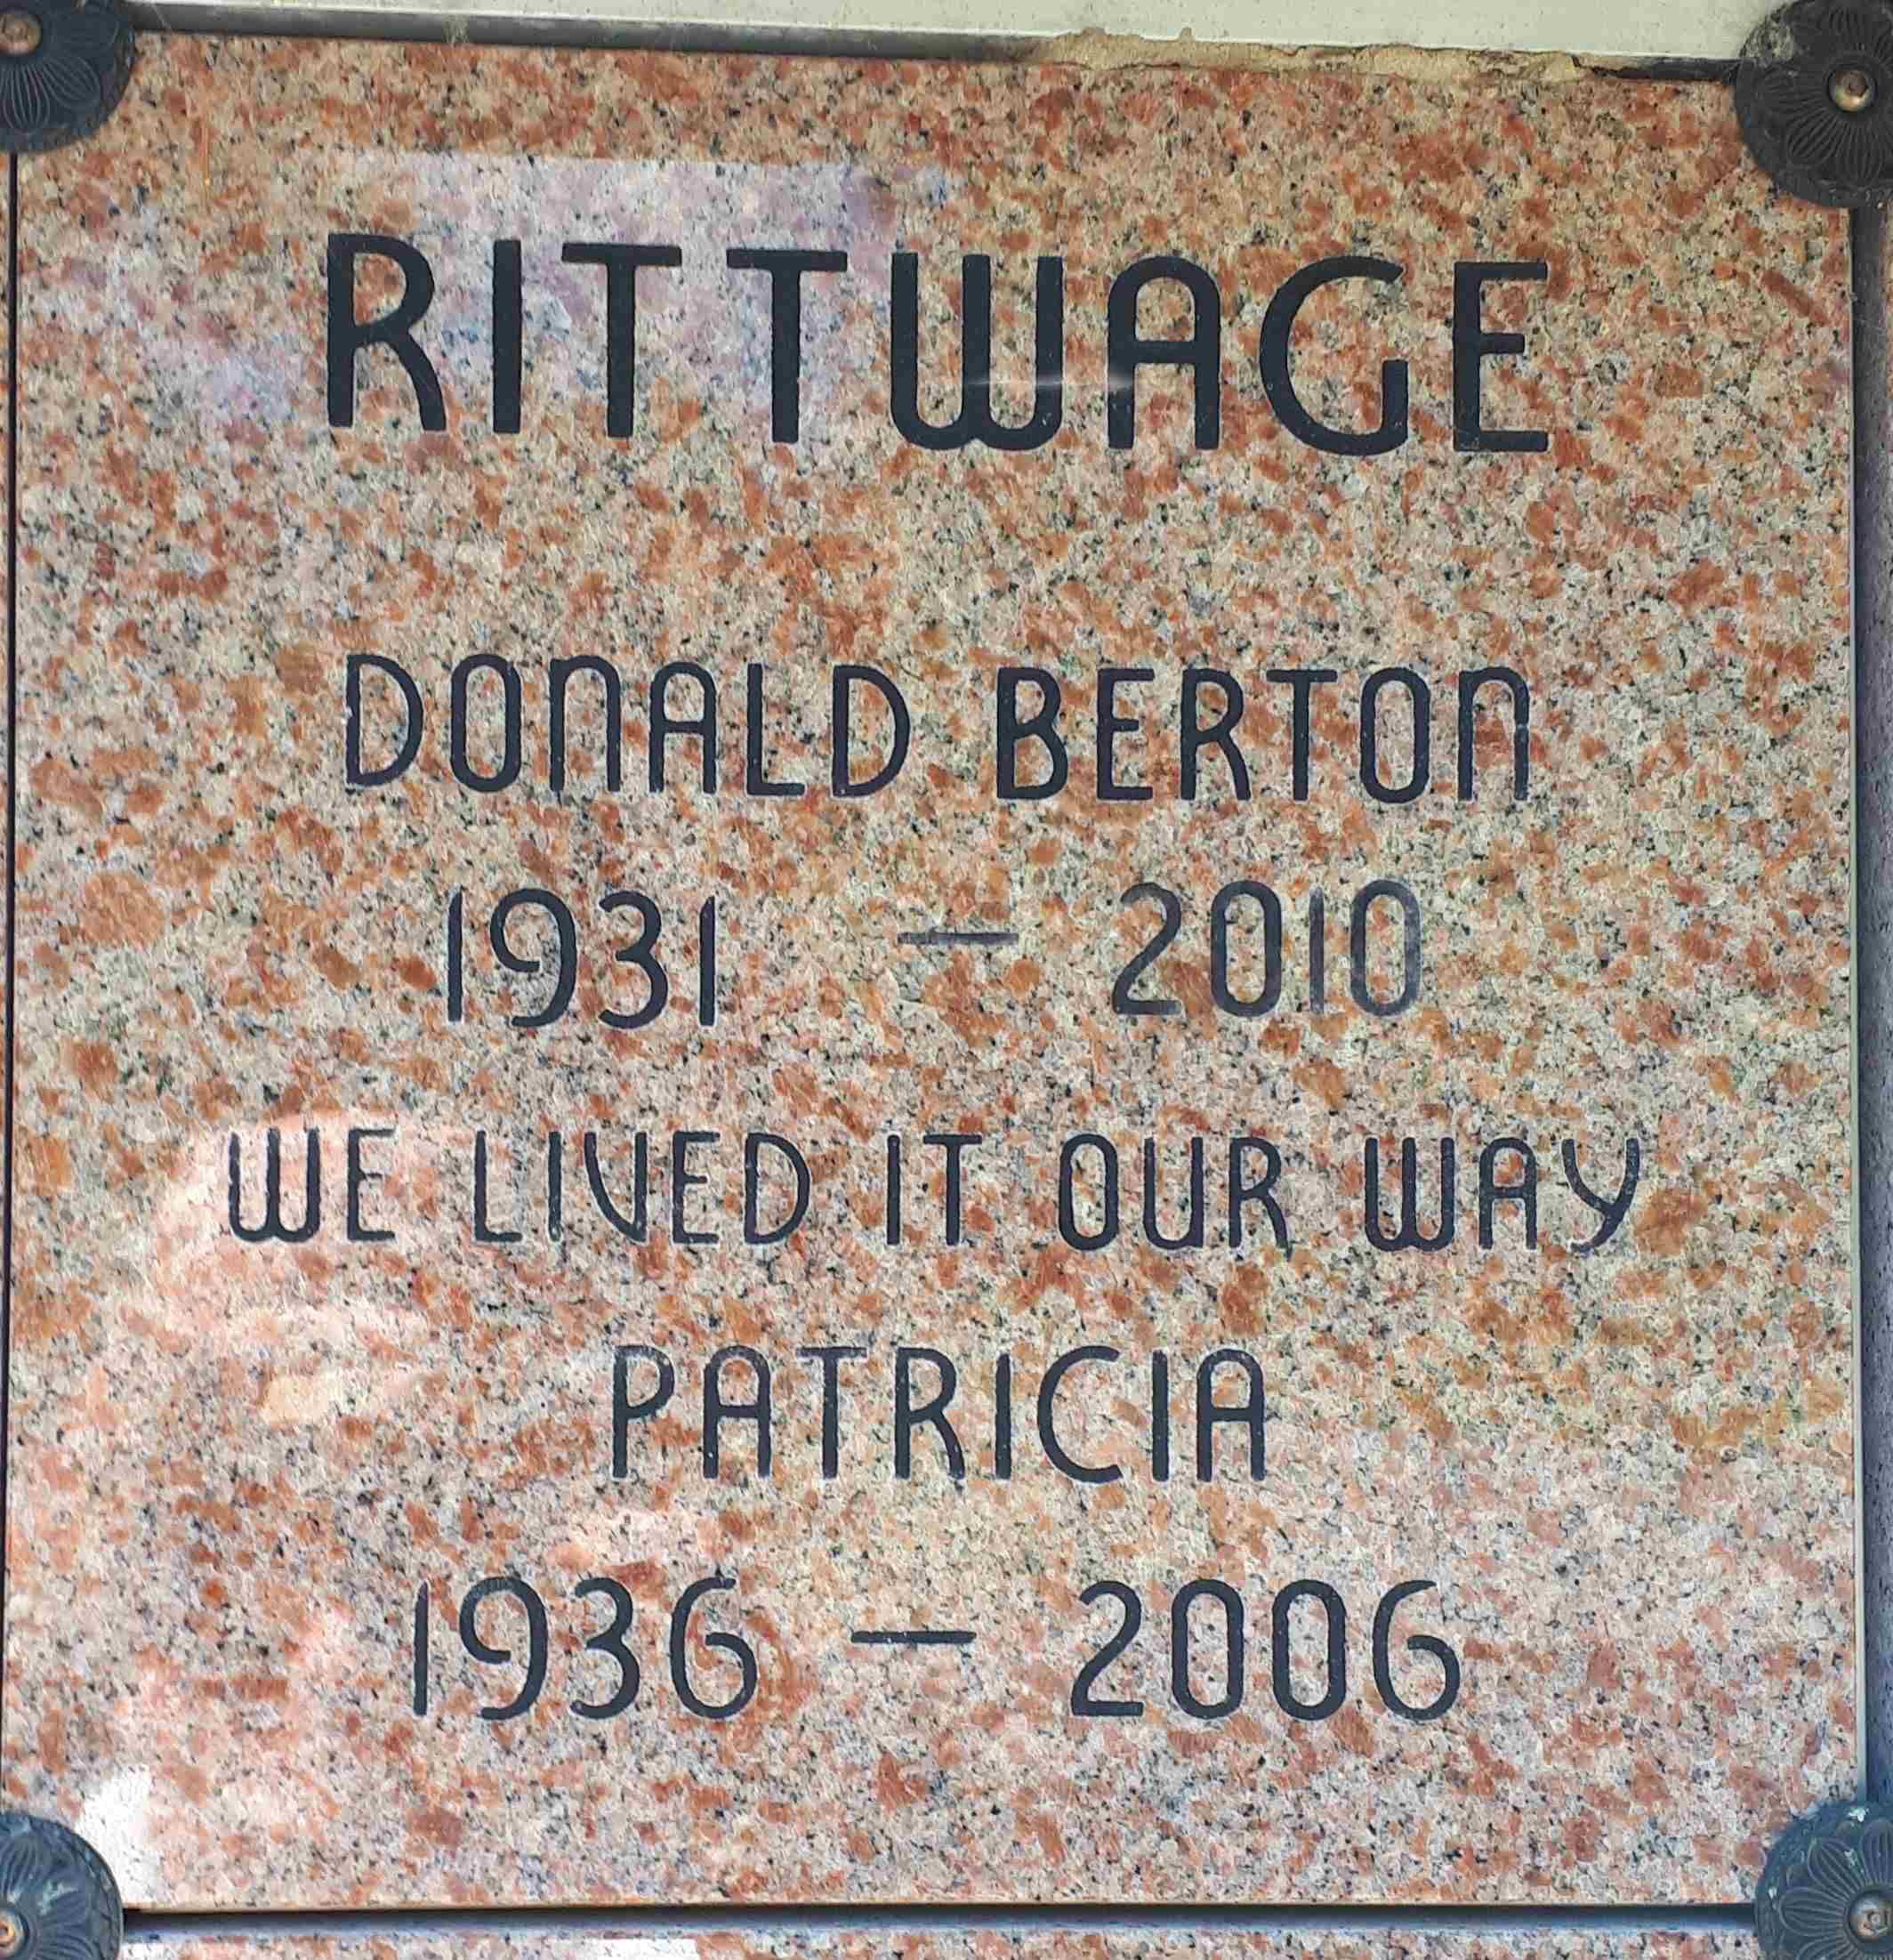 RITTWAGE
DONALD BERTON
1931 — 2010
WE LIVED IT OUR WAY
PATRICIA
1936 — 2006